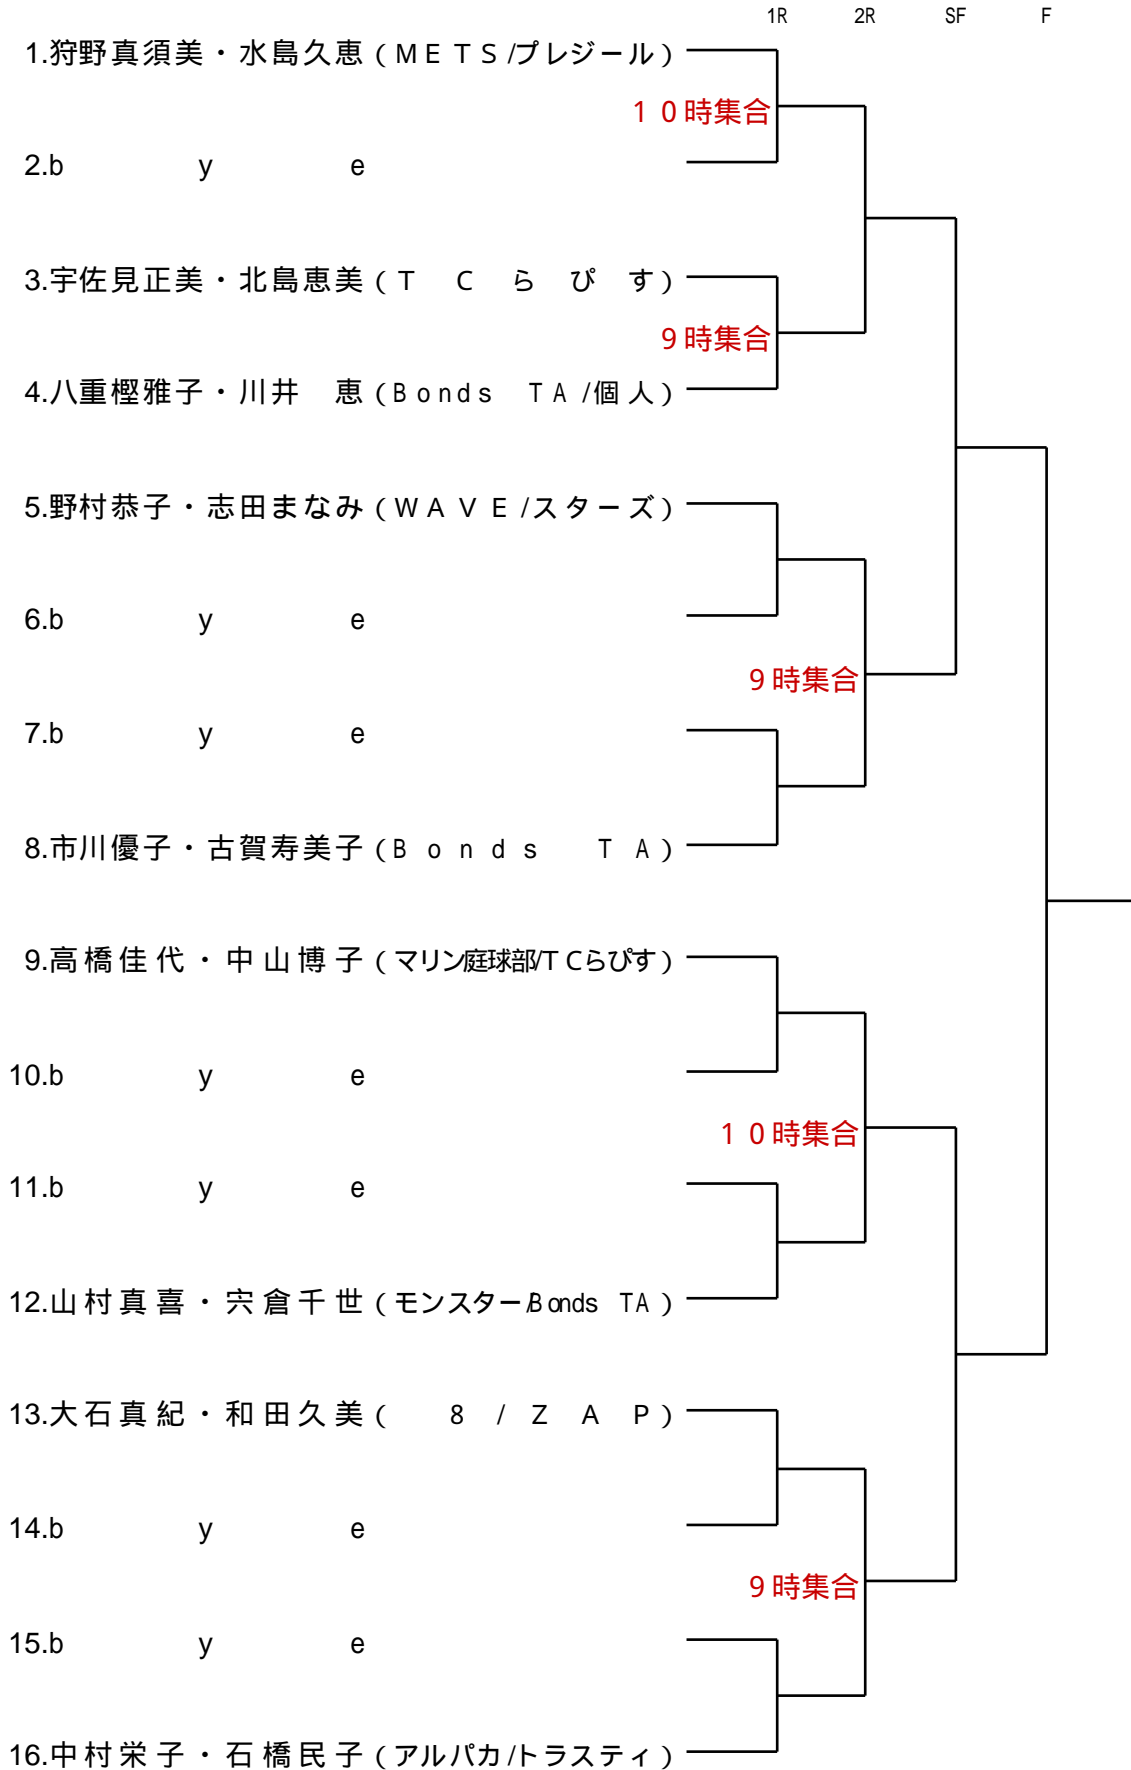 1R 2R SF F
1.狩野真須美・水島久恵(METS/プレジール)
10時集合
2.b y e
3.宇佐見正美・北島恵美(TCらぴす)
9時集合
4.八重樫雅子・川井 恵(Bonds TA/個人)
5.野村恭子・志田まなみ(WAVE/スターズ)
6.b y e
9時集合
7.b y e
8.市川優子・古賀寿美子(Bonds TA)
9.高橋佳代・中山博子(マリン庭球部/TCらぴす)
10.b y e
10時集合
11.b y e
12.山村真喜・宍倉千世(モンスター/Bonds TA)
13.大石真紀・和田久美( 8/ZAP)
14.b y e
9時集合
15.b y e
16.中村栄子・石橋民子(アルパカ/トラスティ)